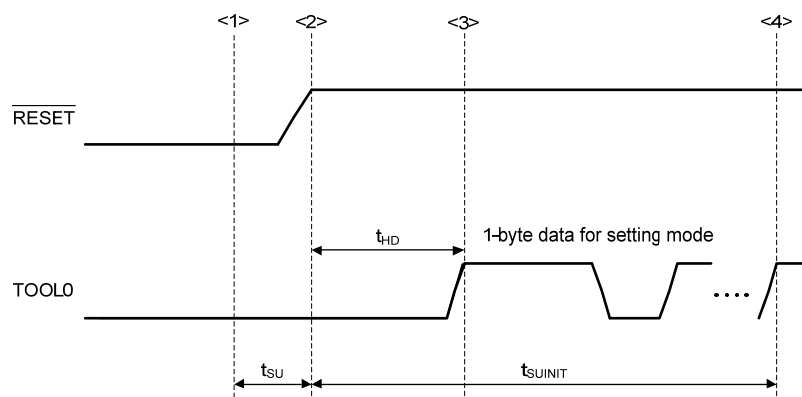 <1> <2> <3> <4>
RESET
tHD 1-byte data for setting mode
TOOL0
tSU tSUINIT